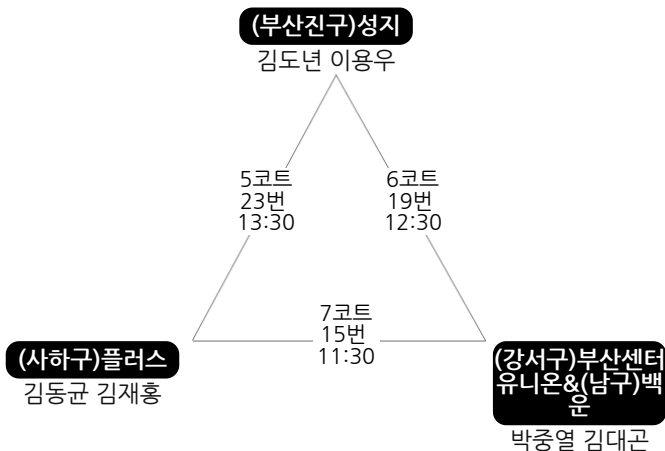 (부산진구)성지
김도년 이용우
5코트
23번
13:30
6코트
19번
12:30
7코트
15번
11:30
(사하구)플러스
김동균 김재홍
(강서구)부산센터
유니온&(남구)백
운
박중열 김대곤